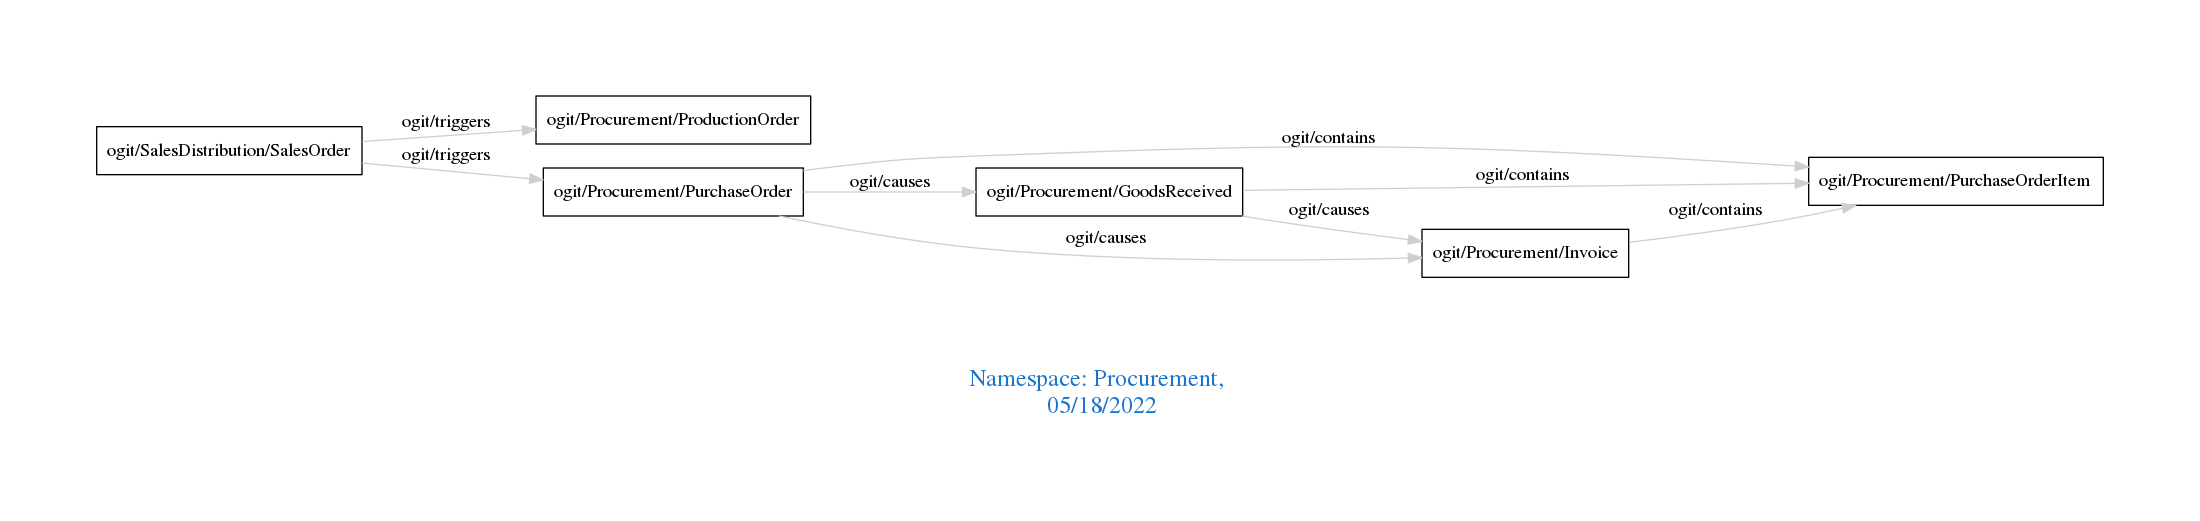 ogit/SalesDistribution/SalesOrder
ogit/triggers
ogit/triggers
ogit/Procurement/ProductionOrder
ogit/Procurement/PurchaseOrder
ogit/contains
ogit/causes
ogit/causes
ogit/Procurement/GoodsReceived
ogit/contains
ogit/causes
ogit/Procurement/Invoice
ogit/contains
ogit/Procurement/PurchaseOrderItem
Namespace: Procurement,
05/18/2022